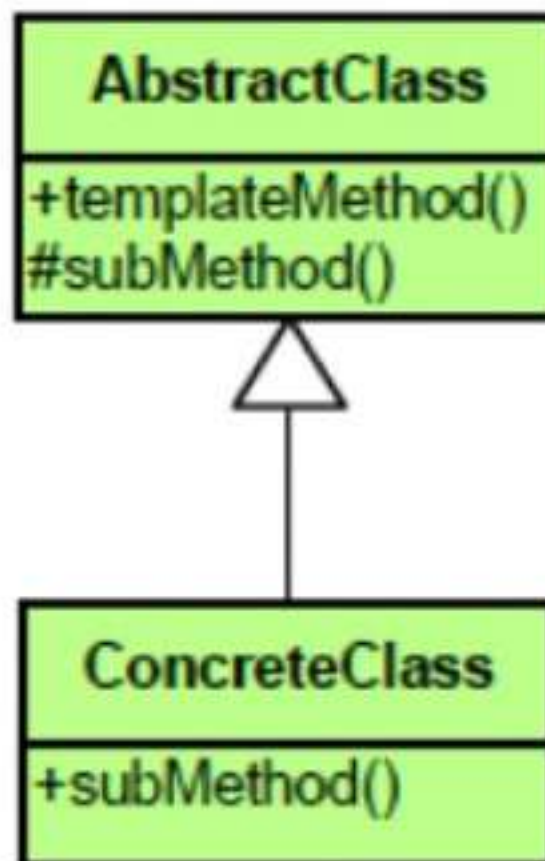 AbstractClass
+templateMethod()
#subMethod()
ConcreteClass
+subMethod()